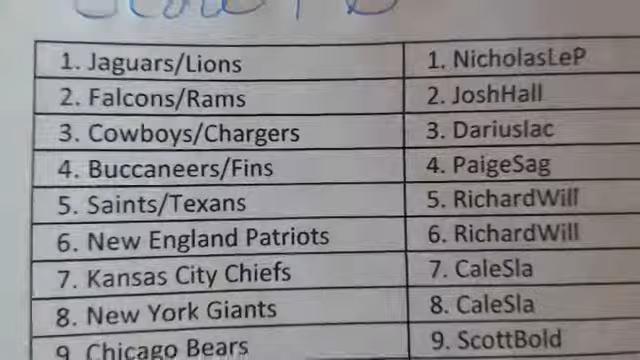 1. Jaguars/Lions 1. NicholasLeP
2. Falcons/Rams 2. JoshHall
3. Cowboys/Chargers 3. Dariuslac
4. Buccaneers/Fins 4. PaigeSag
5. Saints/Texans 5. RichardWill
6. New England Patriots 6. RichardWill
7. Kansas City Chiefs 7. CaleSla
8. New York Giants 8. CaleSla
9. Chicago Bears 9. ScottBold